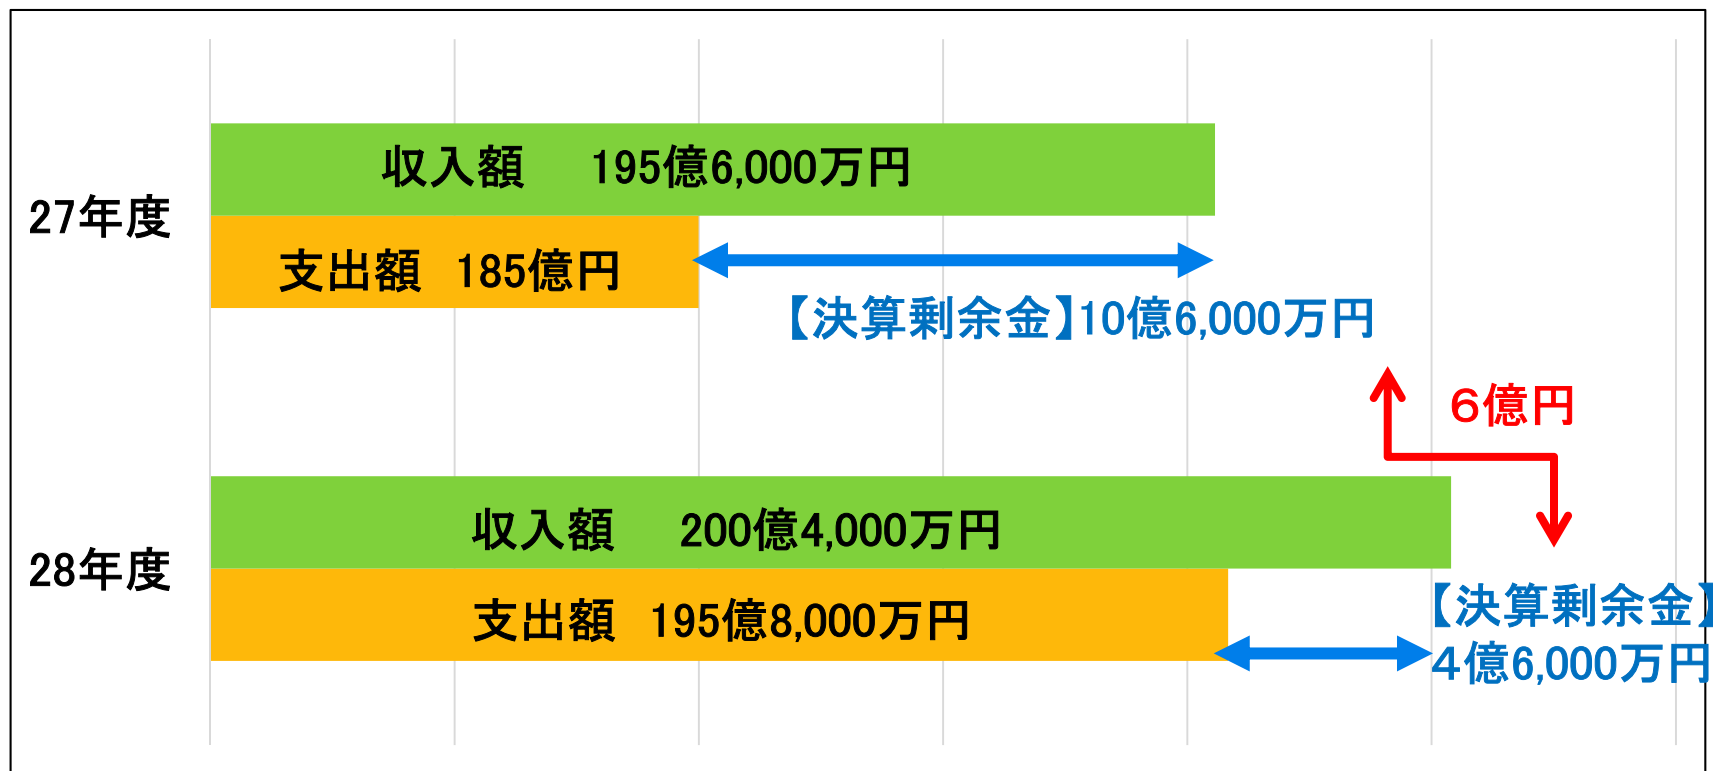 27年度
収入額　195億6,000万円
支出額　185億円
【決算剰余金】10億6,000万円
６億円
28年度
収入額　200億4,000万円
支出額　195億8,000万円
【決算剰余金】
４億6,000万円